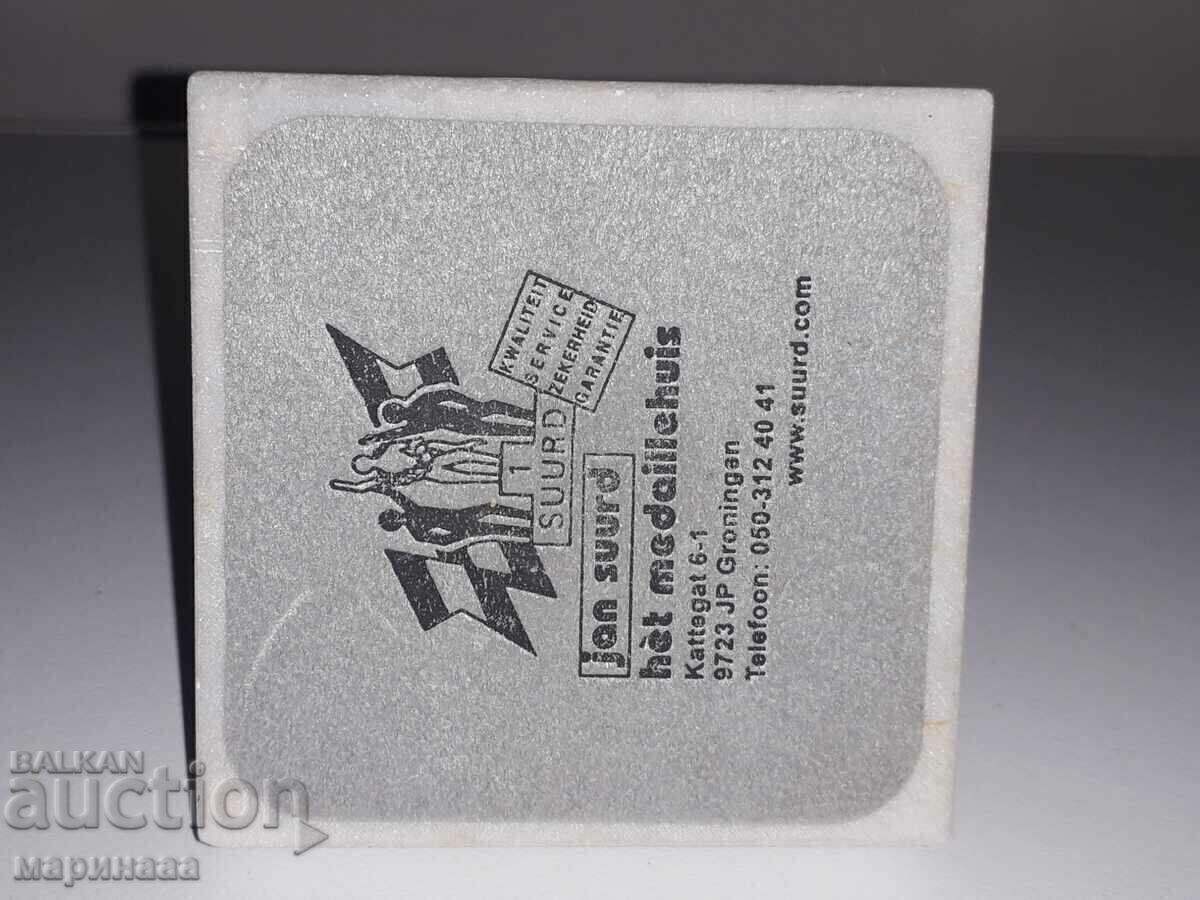 KWALITEIT
SERVICE
ZEKERHEID
GARANTIE
1
SUURD
jan suurd
hèt medaillehuis
Kattegat 6-1
9723 JP Groningen
Telefoon: 050-312 40 41
www.suurd.com
BALKAN
auction
маринааа